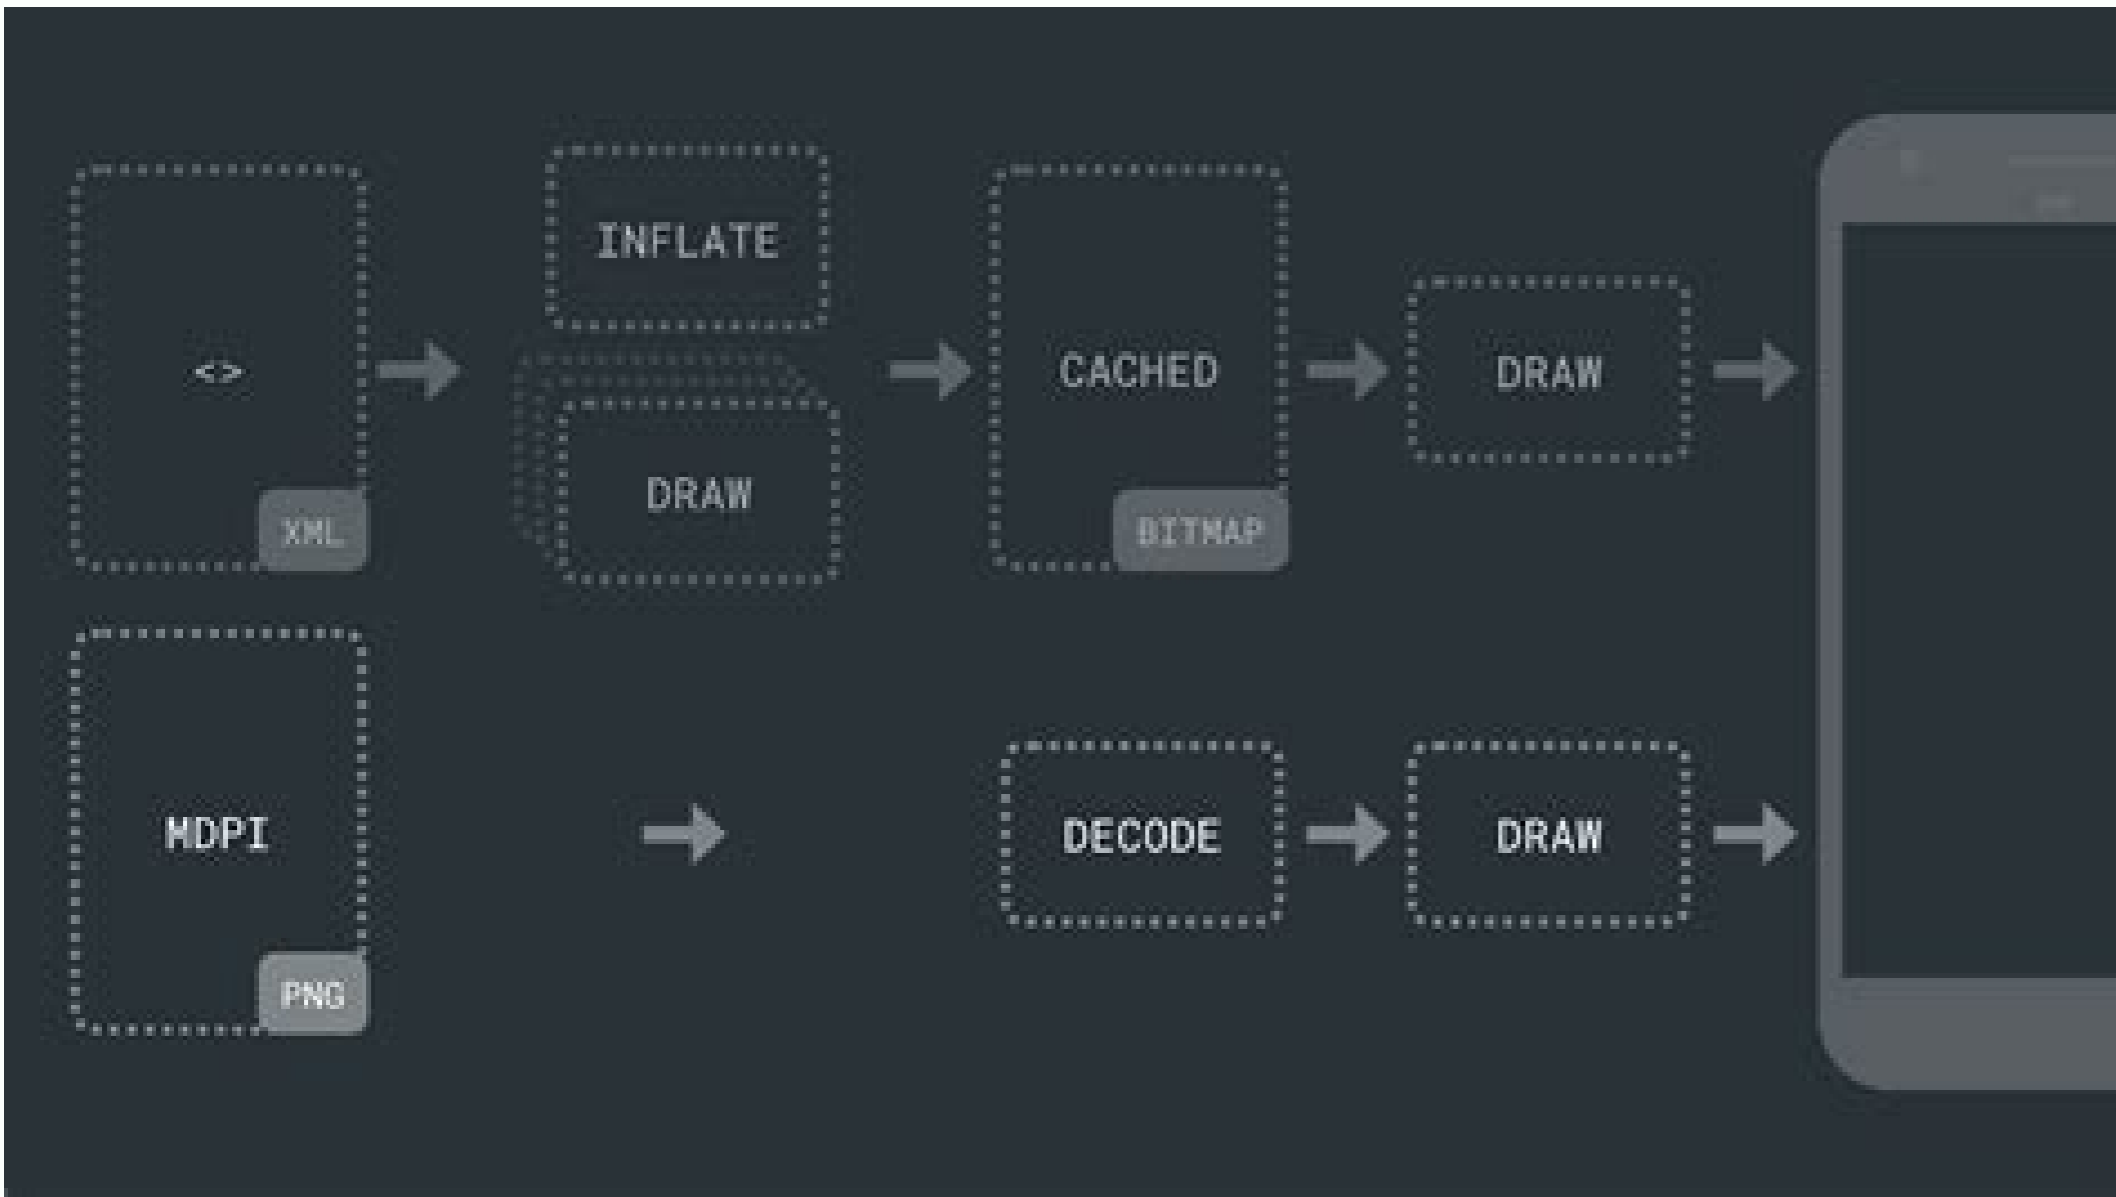 <>
XML
INFLATE
DRAW
CACHED
BITMAP
DRAW
MDPI
PNG
DECODE
DRAW